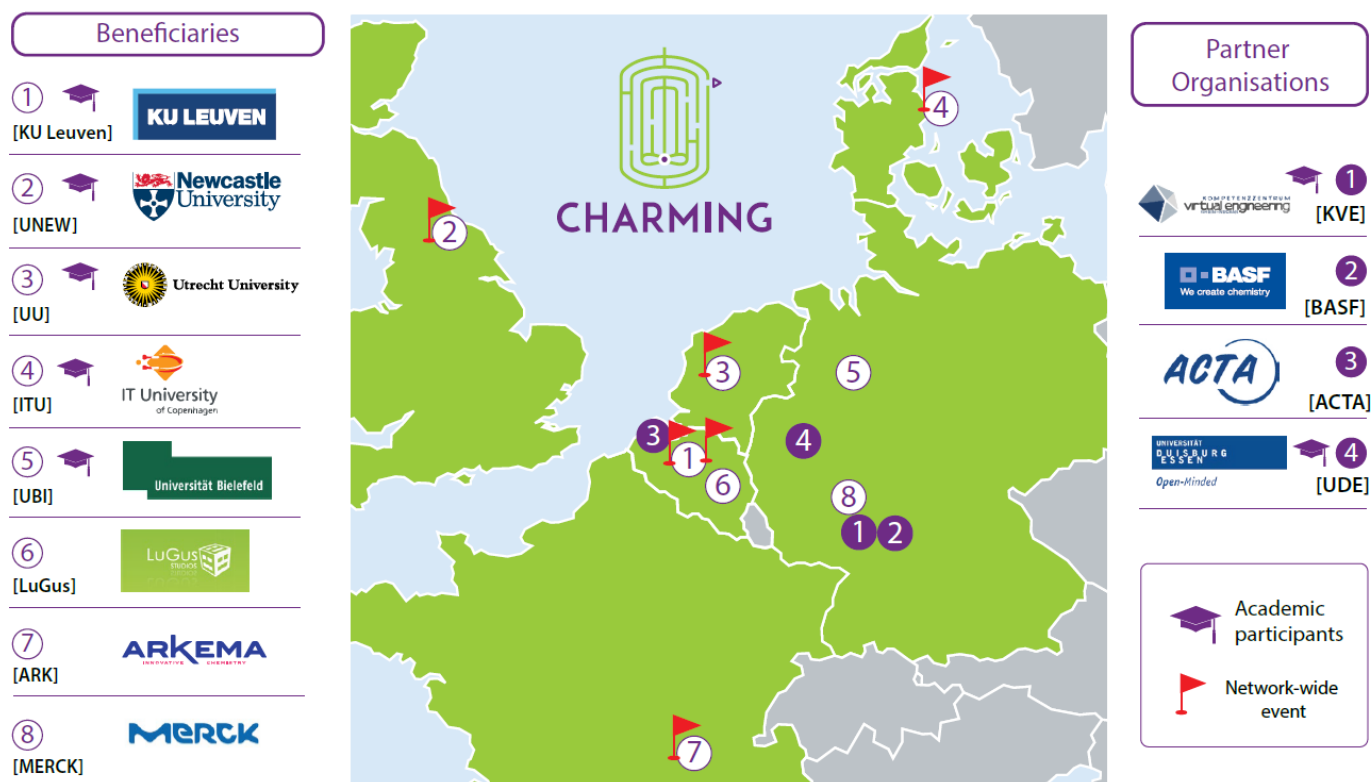 Beneficiaries
1
[KU Leuven]
KU LEUVEN
2
[UNEW]
Newcastle
University
3
[UU]
Utrecht University
4
[ITU]
IT University
of Copenhagen
5
[UBI]
Universität Bielefeld
6
[LuGus]
LuGus
STUDIOS
7
[ARK]
ARKEMA
INNOVATIVE CHEMISTRY
8
[MERCK]
MERCK
CHARMING
4
2
3
5
3
1
4
6
8
1
2
7
Partner
Organisations
KOMPETENZZENTRUM
virtual engineering
1
[KVE]
BASF
We create chemistry
2
[BASF]
ACTA
3
[ACTA]
UNIVERSITÄT
DUISBURG
ESSEN
Open-Minded
4
[UDE]
Academic
participants
Network-wide
event